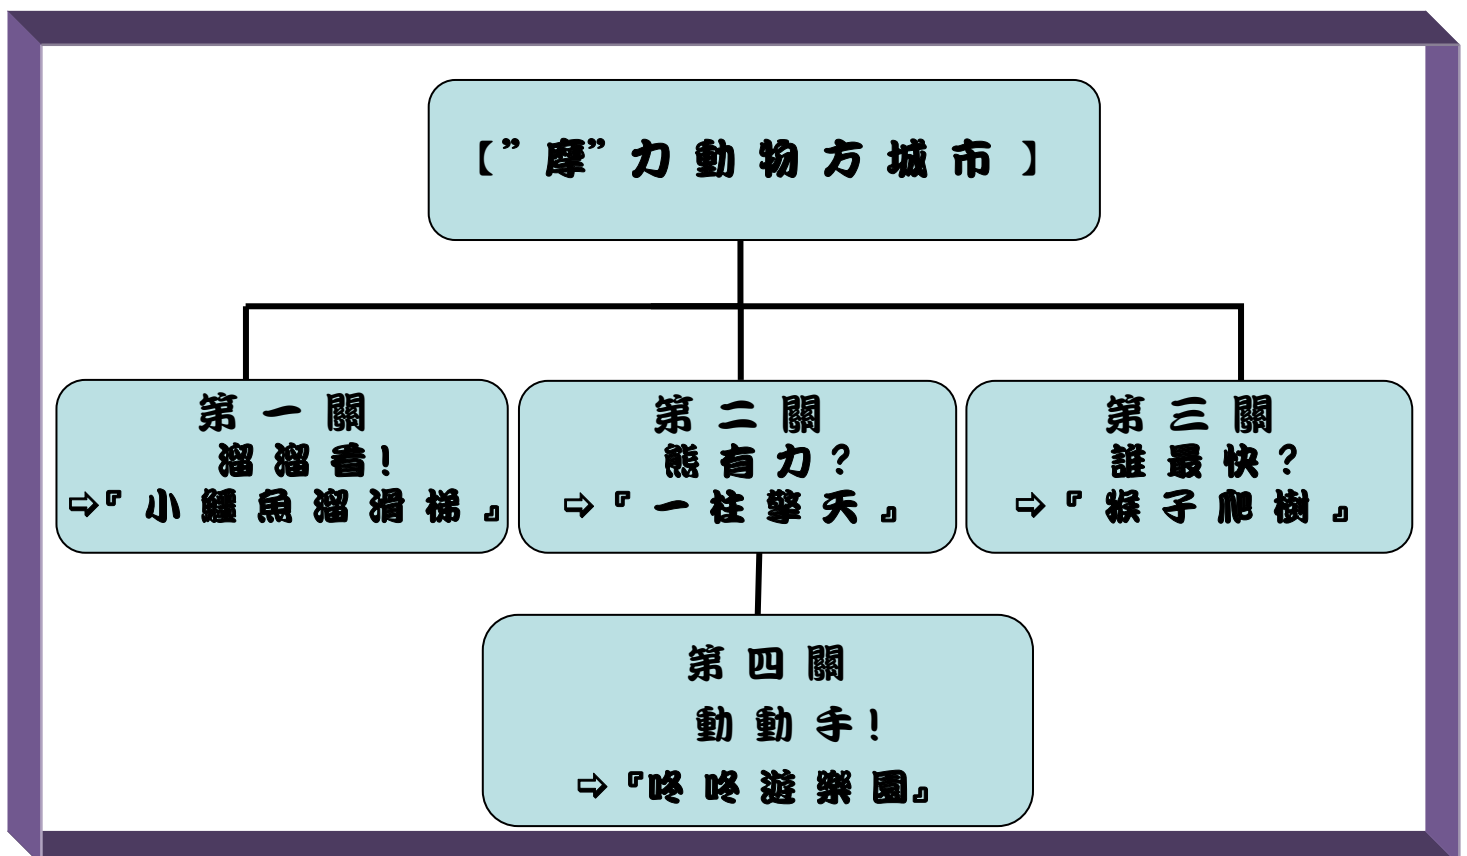 【”摩”力動物方城市】
第一關
溜溜看！
⇨『小鱷魚溜滑梯』
第二關
熊有力？
⇨『一柱擎天』
第三關
誰最快？
⇨『猴子爬樹』
第四關
動動手！
⇨『咚咚遊樂園』